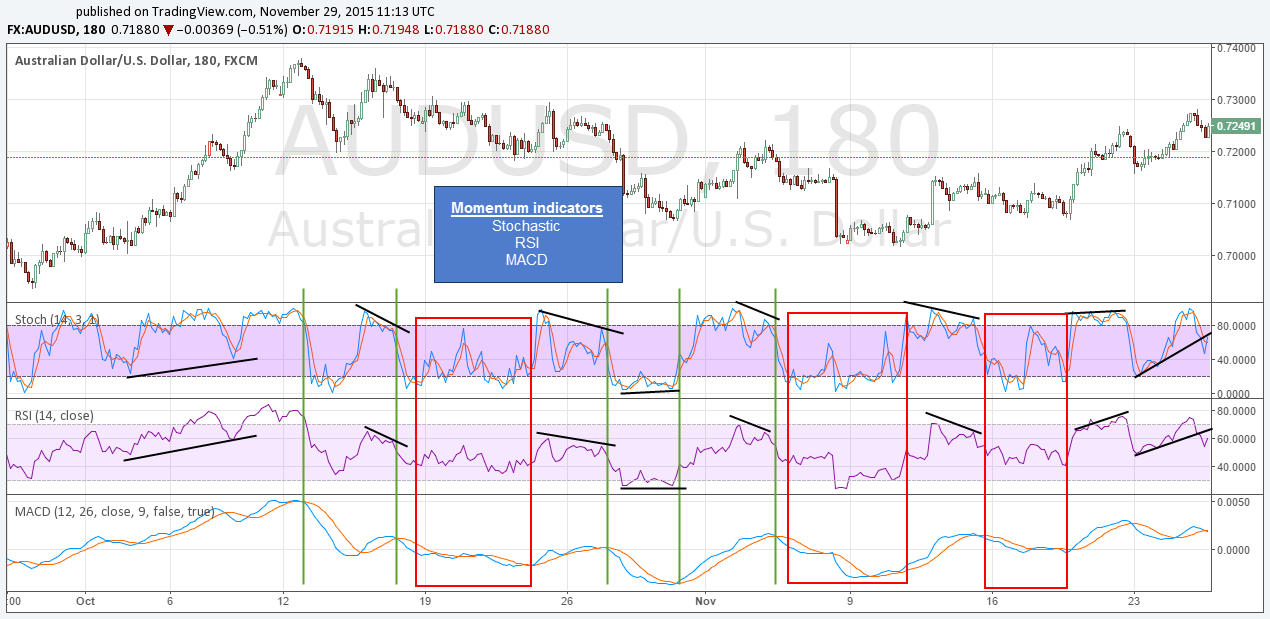 published on TradingView.com, November 29, 2015 11:13 UTC
FX:AUDUSD, 180 0.71880 ▼ −0.00369 (−0.51%) O:0.71915 H:0.71948 L:0.71880 C:0.71880
Australian Dollar/U.S. Dollar, 180, FXCM
AUDUSD, 180
Australian Dollar/U.S. Dollar
0.74000
0.73000
0.72491
0.72000
0.71000
0.70000
Momentum indicators
Stochastic
RSI
MACD
Stoch (14, 3, 1)
80.0000
40.0000
0.0000
RSI (14, close)
80.0000
60.0000
40.0000
MACD (12, 26, close, 9, false, true)
0.0050
0.0000
:00 Oct 6 12 19 26 Nov 9 16 23